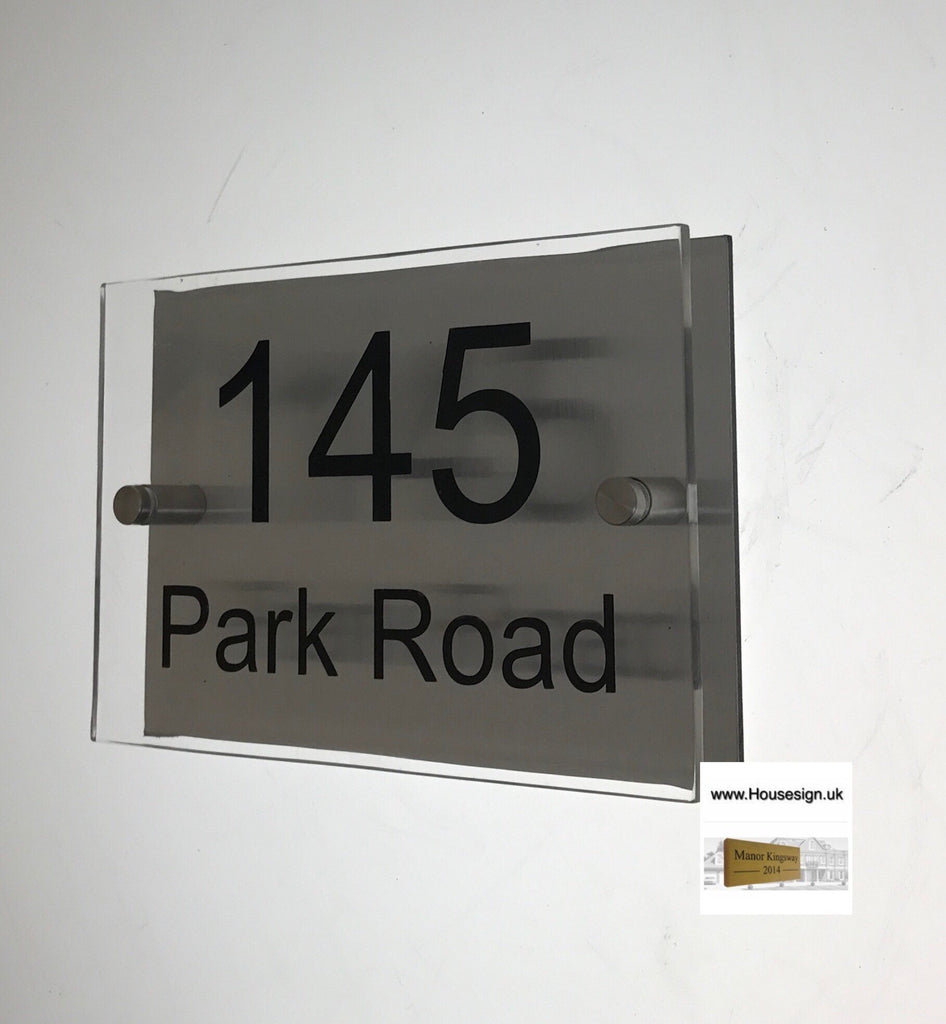 145
Park Road
www.Housesign.uk
Manor Kingsway
2014